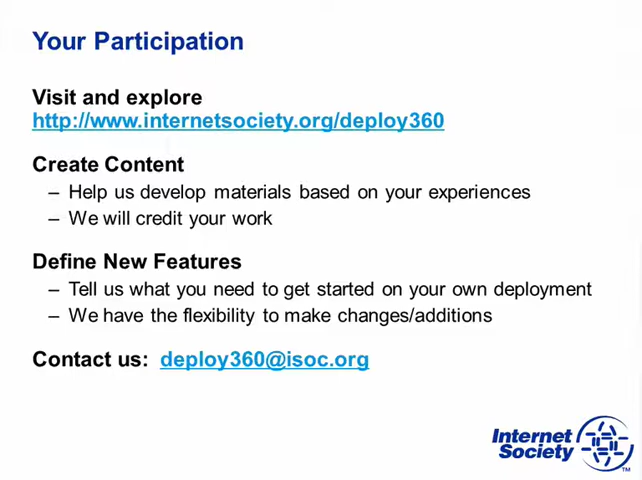 Your Participation
Visit and explore
http://www.internetsociety.org/deploy360
Create Content
– Help us develop materials based on your experiences
– We will credit your work
Define New Features
– Tell us what you need to get started on your own deployment
– We have the flexibility to make changes/additions
Contact us: deploy360@isoc.org
Internet
Society
TM